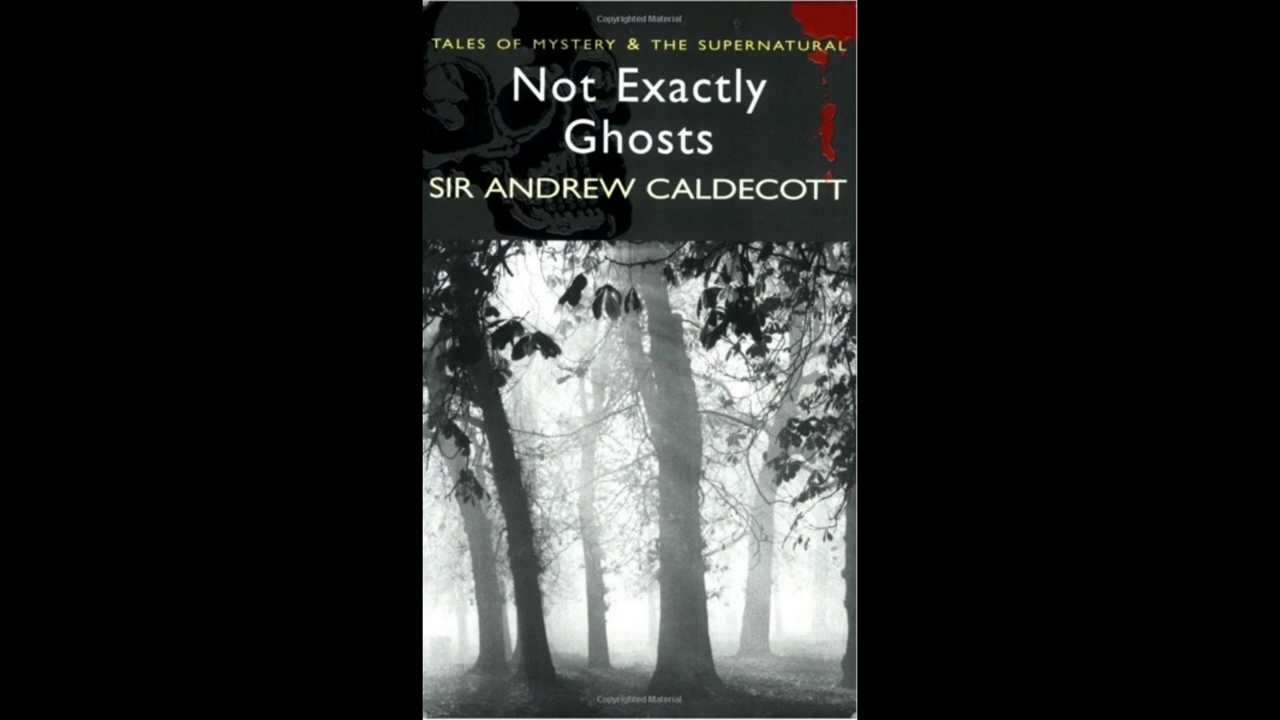 Copyrighted Material
TALES OF MYSTERY & THE SUPERNATURAL
Not Exactly
Ghosts
SIR ANDREW CALDECOTT
Copyrighted Material